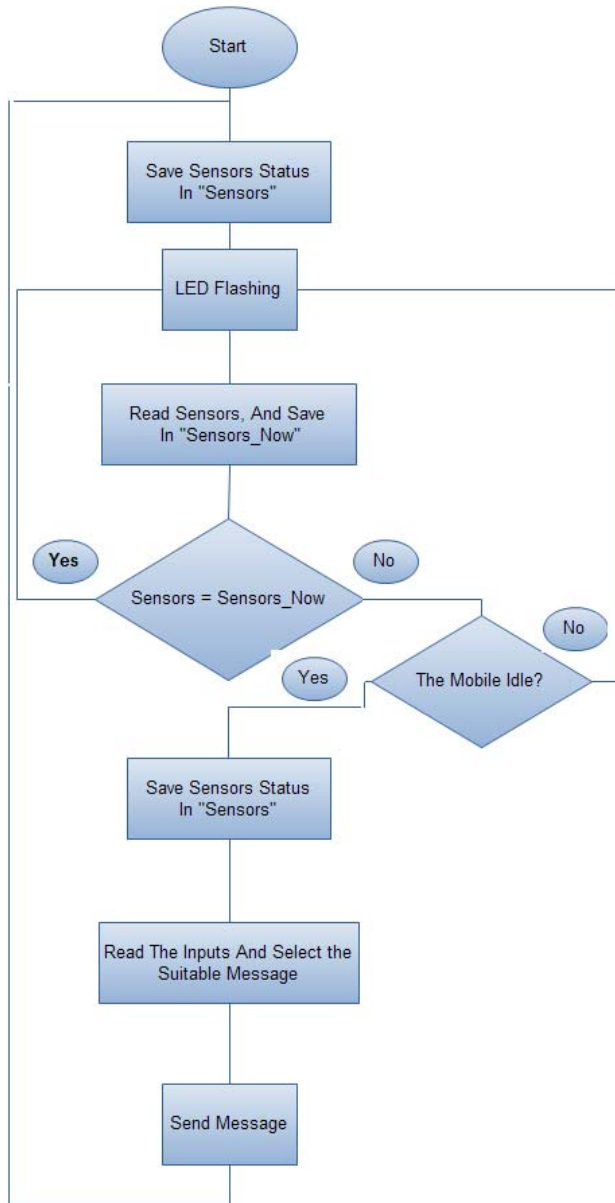 Start
Save Sensors Status
In "Sensors"
LED Flashing
Read Sensors, And Save
In "Sensors_Now"
Yes
No
Sensors = Sensors_Now
No
Yes
The Mobile Idle?
Save Sensors Status
In "Sensors"
Read The Inputs And Select the
Suitable Message
Send Message